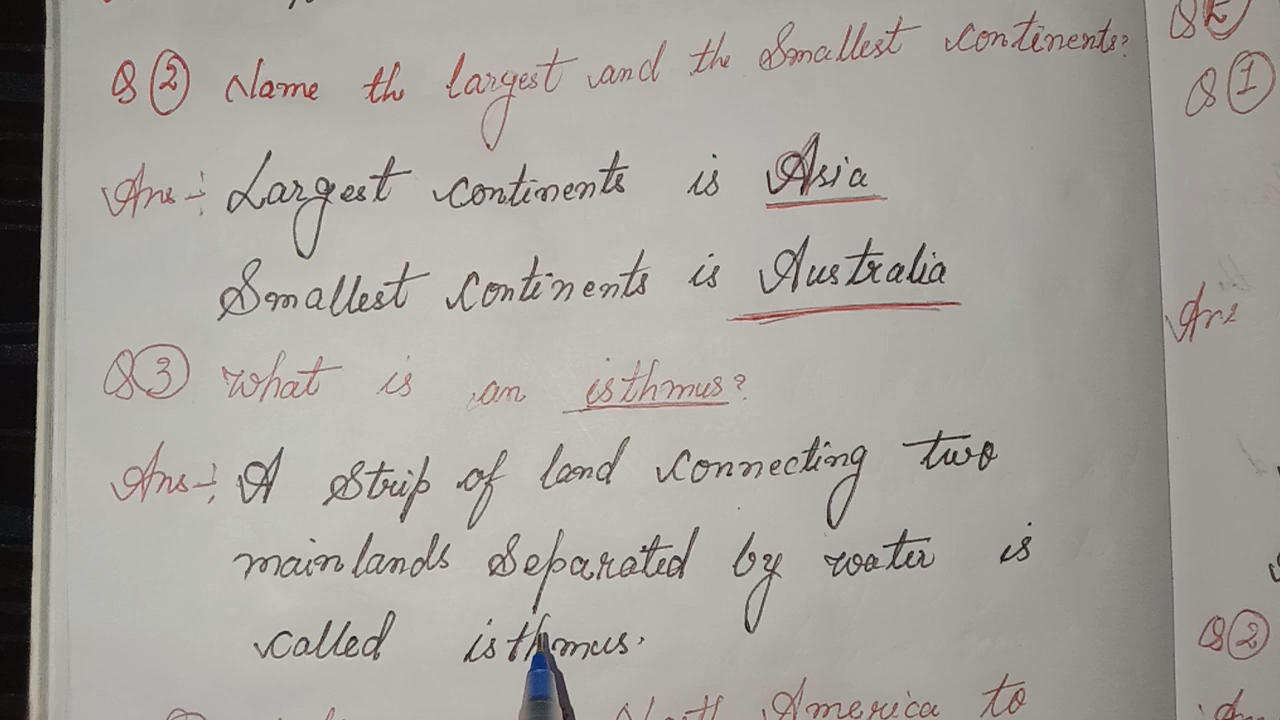 Q② Name the largest and the Smallest continents?
Ans-: Largest continents is Asia
Smallest continents is Australia
Q③ What is an isthmus?
Ans-: A Strip of land connecting two
mainlands Separated by water is
called isthmus.
America to
Q①
Ans
Q②